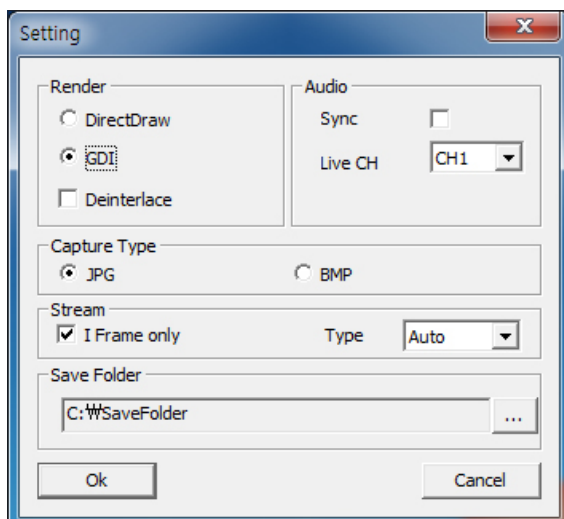 Setting
Render
DirectDraw
GDI
Deinterlace
Audio
Sync
Live CH CH1
Capture Type
JPG BMP
Stream
I Frame only Type Auto
Save Folder
C:₩SaveFolder ...
Ok Cancel